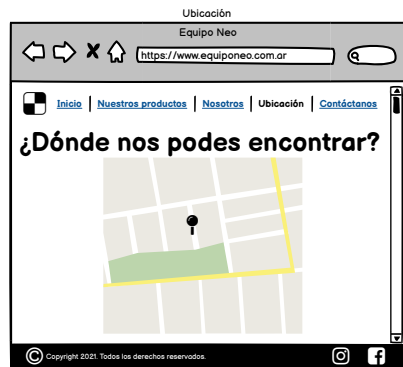 Ubicación
Equipo Neo
https://www.equiponeo.com.ar
Inicio | Nuestros productos | Nosotros | Ubicación | Contáctanos
¿Dónde nos podes encontrar?
© Copyright 2021. Todos los derechos reservados.